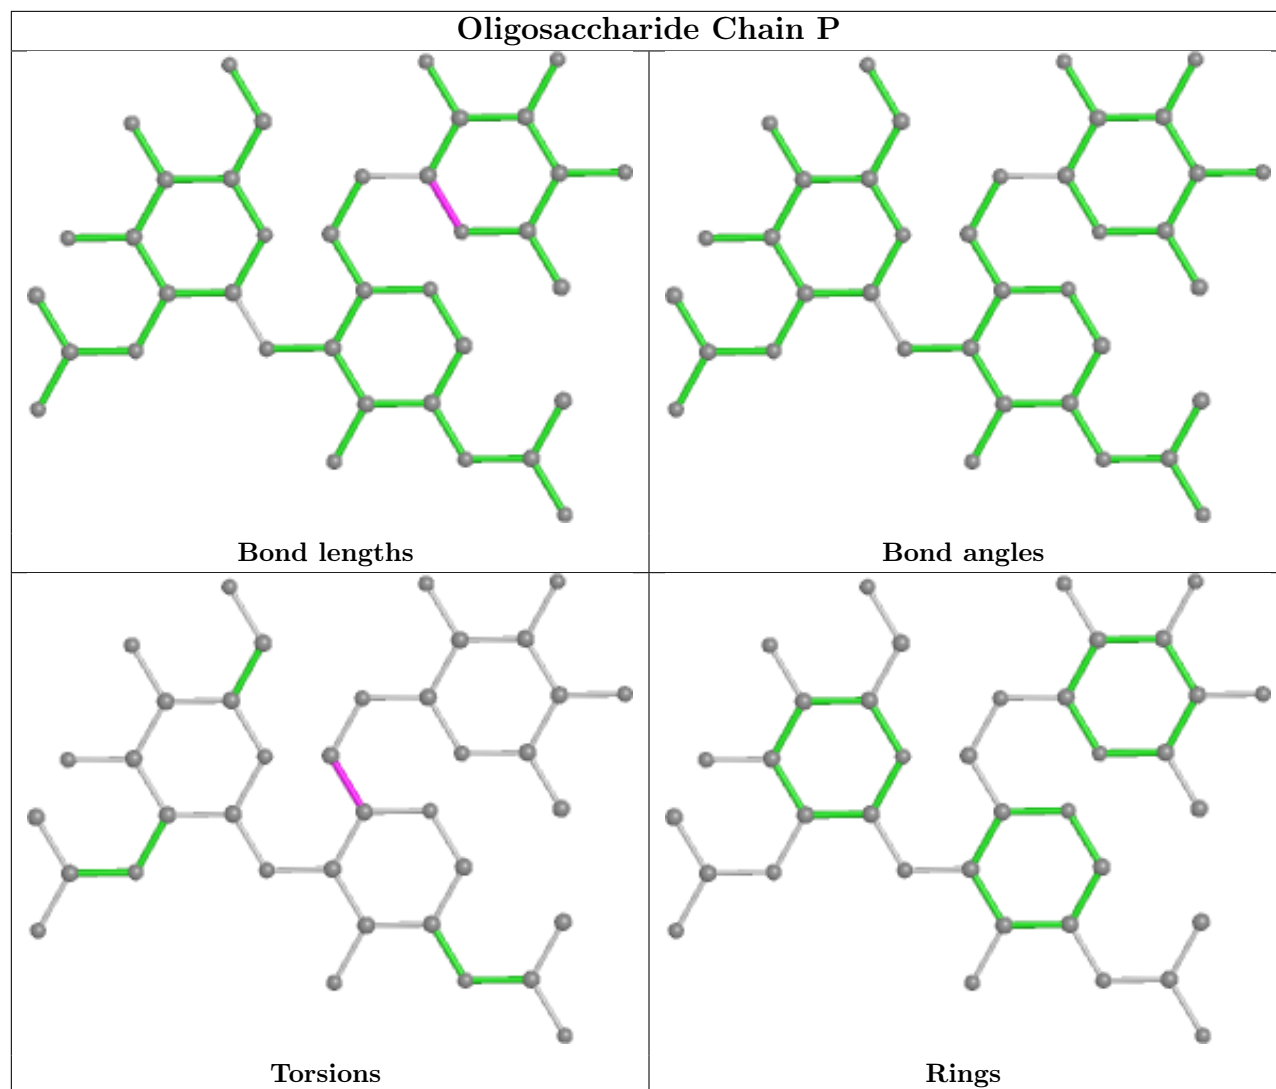 Oligosaccharide Chain P
Bond lengths
Bond angles
Torsions
Rings